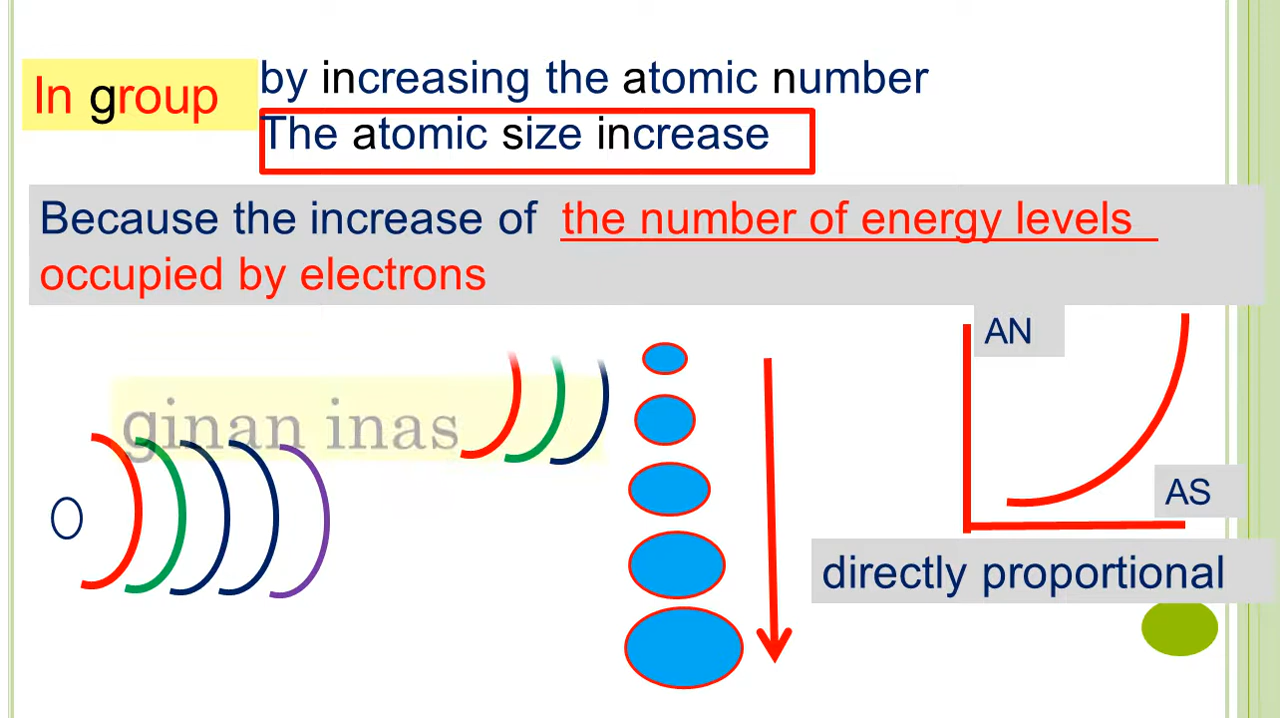 In group
by increasing the atomic number
The atomic size increase
Because the increase of the number of energy levels
occupied by electrons
AN
ginan inas
AS
directly proportional